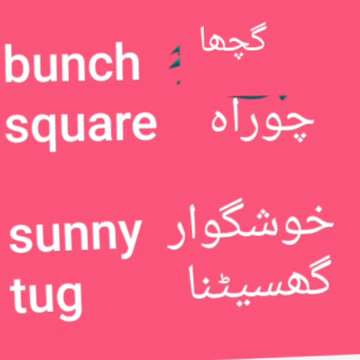 bunch گچھا
square چوراہ
sunny خوشگوار
tug گھسیٹنا